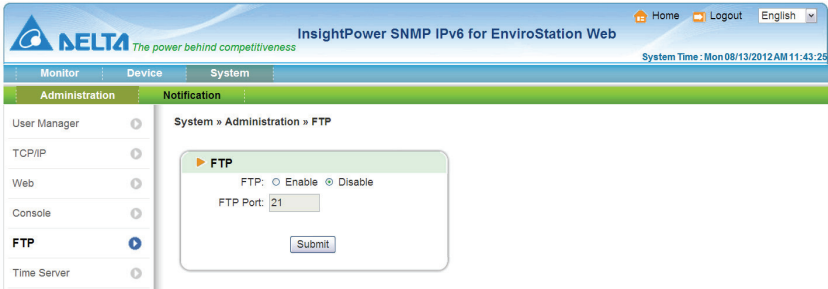 Home Logout English
DELTA The power behind competitiveness
InsightPower SNMP IPv6 for EnviroStation Web
System Time : Mon 08/13/2012 AM 11:43:25
Monitor Device System
Administration Notification
User Manager
TCP/IP
Web
Console
FTP
Time Server
System » Administration » FTP
FTP
FTP: Enable Disable
FTP Port: 21
Submit